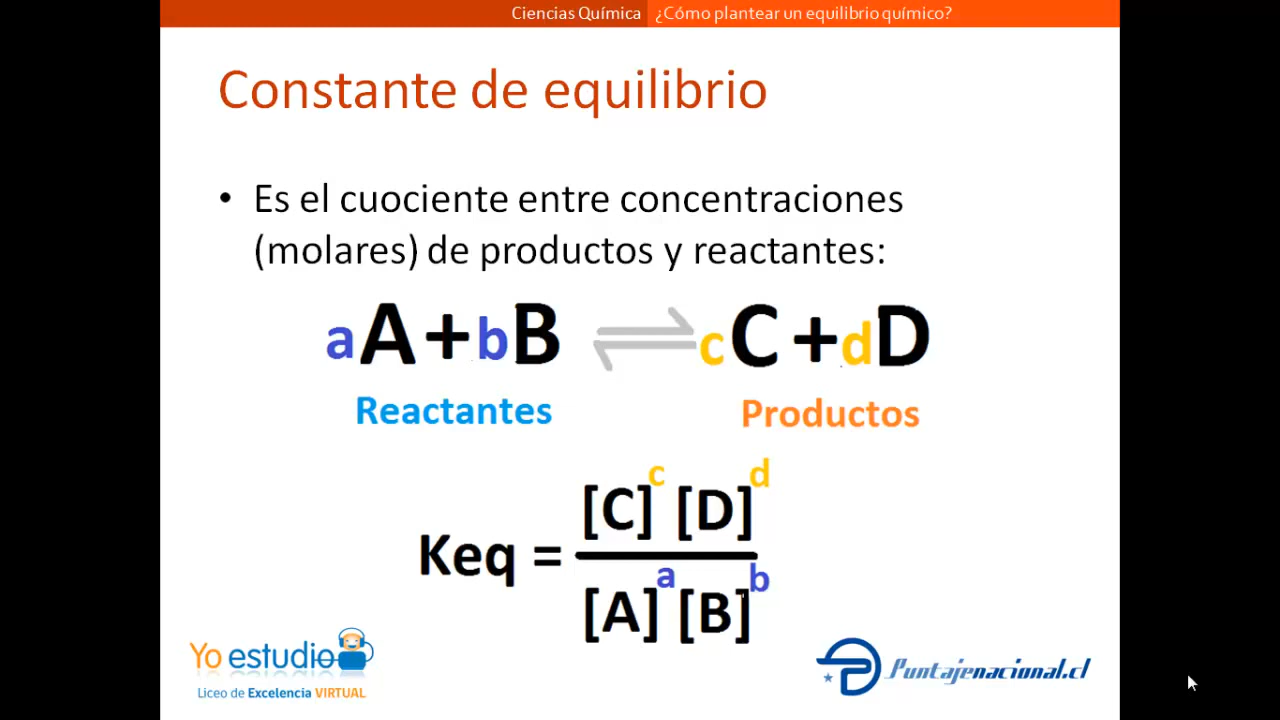 Ciencias Química ¿Cómo plantear un equilibrio químico?
Constante de equilibrio
• Es el cuociente entre concentraciones
(molares) de productos y reactantes:
aA+bB ⇌ cC+dD
Reactantes Productos
[C]^c [D]^d
Keq =
[A]^a [B]^b
Yo estudio
Liceo de Excelencia VIRTUAL
Puntajenacional.cl